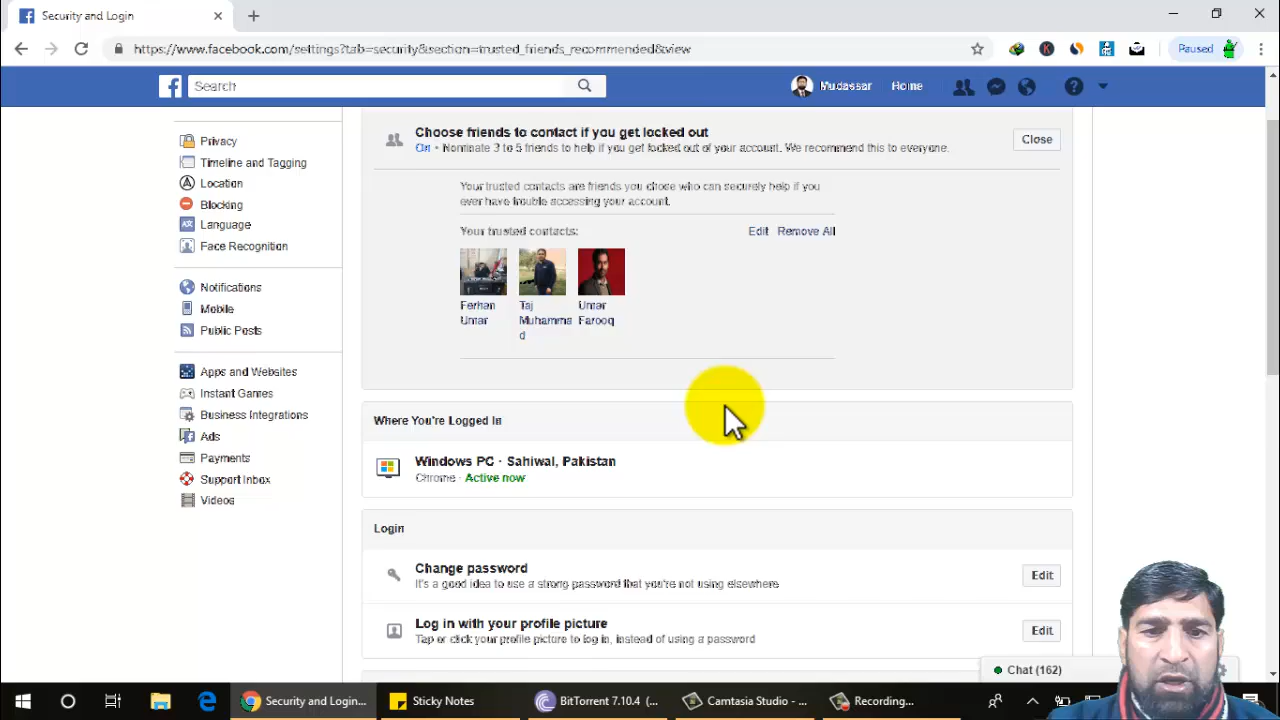 Security and Login
https://www.facebook.com/settings?tab=security&section=trusted_friends_recommended&view
Paused
Search
Mudassar
Home
Choose friends to contact if you get locked out
On · Nominate 3 to 5 friends to help if you get locked out of your account. We recommend this to everyone.
Close
Your trusted contacts are friends you chose who can securely help if you
ever have trouble accessing your account.
Your trusted contacts:
Edit Remove All
Ferhan
Umar
Taj
Muhamma
d
Umar
Farooq
Privacy
Timeline and Tagging
Location
Blocking
Language
Face Recognition
Notifications
Mobile
Public Posts
Apps and Websites
Instant Games
Business Integrations
Ads
Payments
Support Inbox
Videos
Where You're Logged In
Windows PC · Sahiwal, Pakistan
Chrome · Active now
Login
Change password
It's a good idea to use a strong password that you're not using elsewhere
Edit
Log in with your profile picture
Tap or click your profile picture to log in, instead of using a password
Edit
Chat (162)
Security and Login...
Sticky Notes
BitTorrent 7.10.4 (...
Camtasia Studio - ...
Recording...